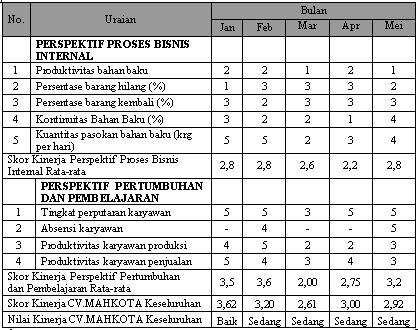 No. Uraian Bulan
Jan Feb Mar Apr Mei
PERSPEKTIF PROSES BISNIS
INTERNAL
1 Produktivitas bahan baku 2 2 1 2 1
2 Persentase barang hilang (%) 1 3 3 3 2
3 Persentase barang kembali (%) 3 2 3 3 3
4 Kontinuitas Bahan Baku (%) 3 2 2 1 4
5 Kuantitas pasokan bahan baku (krg
per hari) 5 5 2 3 4
Skor Kinerja Perspektif Proses Bisnis
Internal Rata-rata 2,8 2,8 2,6 2,2 2,8
PERSPEKTIF PERTUMBUHAN
DAN PEMBELAJARAN
1 Tingkat perputaran karyawan 5 5 3 5 5
2 Absensi karyawan - 4 - - 5
3 Produktivitas karyawan produksi 4 5 2 2 3
4 Produktivitas karyawan penjualan 5 4 3 4 3
Skor Kinerja Perspektif Pertumbuhan
dan Pembelajaran Rata-rata 3,5 3,6 2,00 2,75 3,2
Skor Kinerja CV.MAHKOTA Keseluruhan 3,62 3,20 2,61 3,00 2,92
Nilai Kinerja CV.MAHKOTA Keseluruhan Baik Sedang Sedang Sedang Sedang